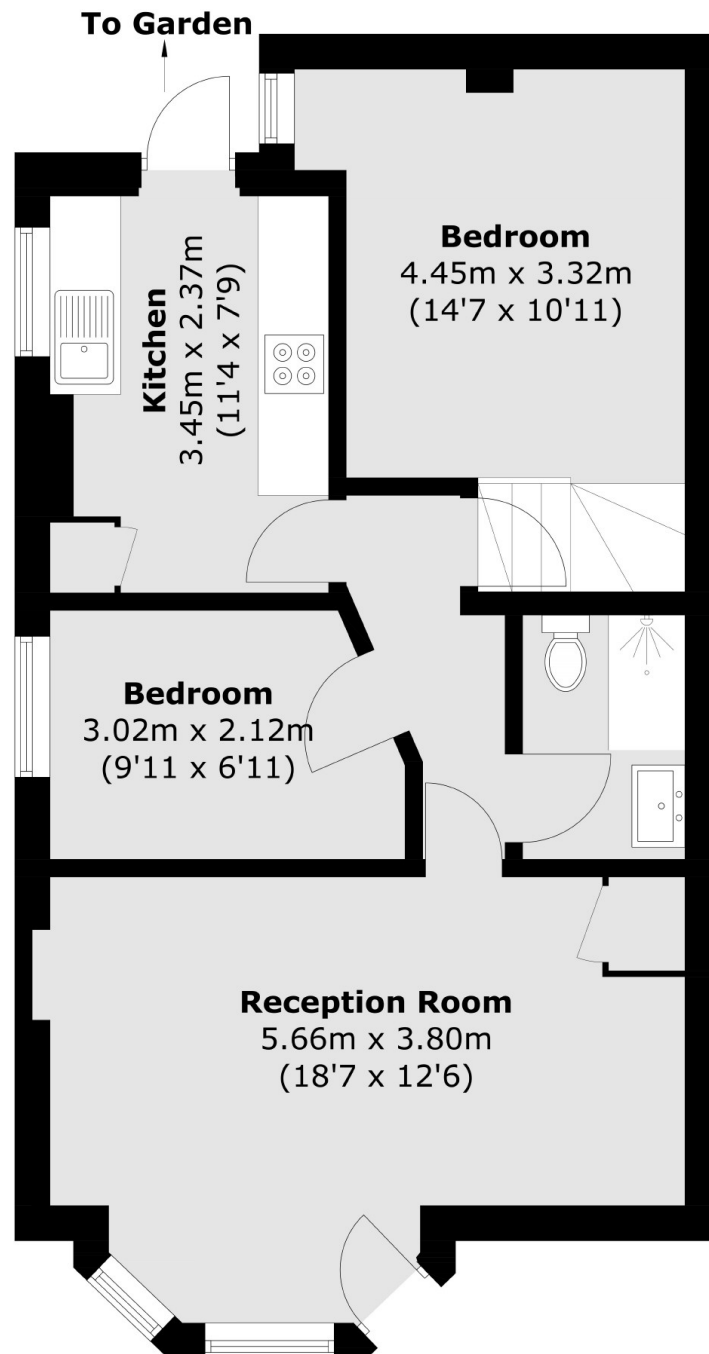 To Garden
Bedroom
4.45m x 3.32m
(14'7 x 10'11)
Kitchen
3.45m x 2.37m
(11'4 x 7'9)
Bedroom
3.02m x 2.12m
(9'11 x 6'11)
Reception Room
5.66m x 3.80m
(18'7 x 12'6)